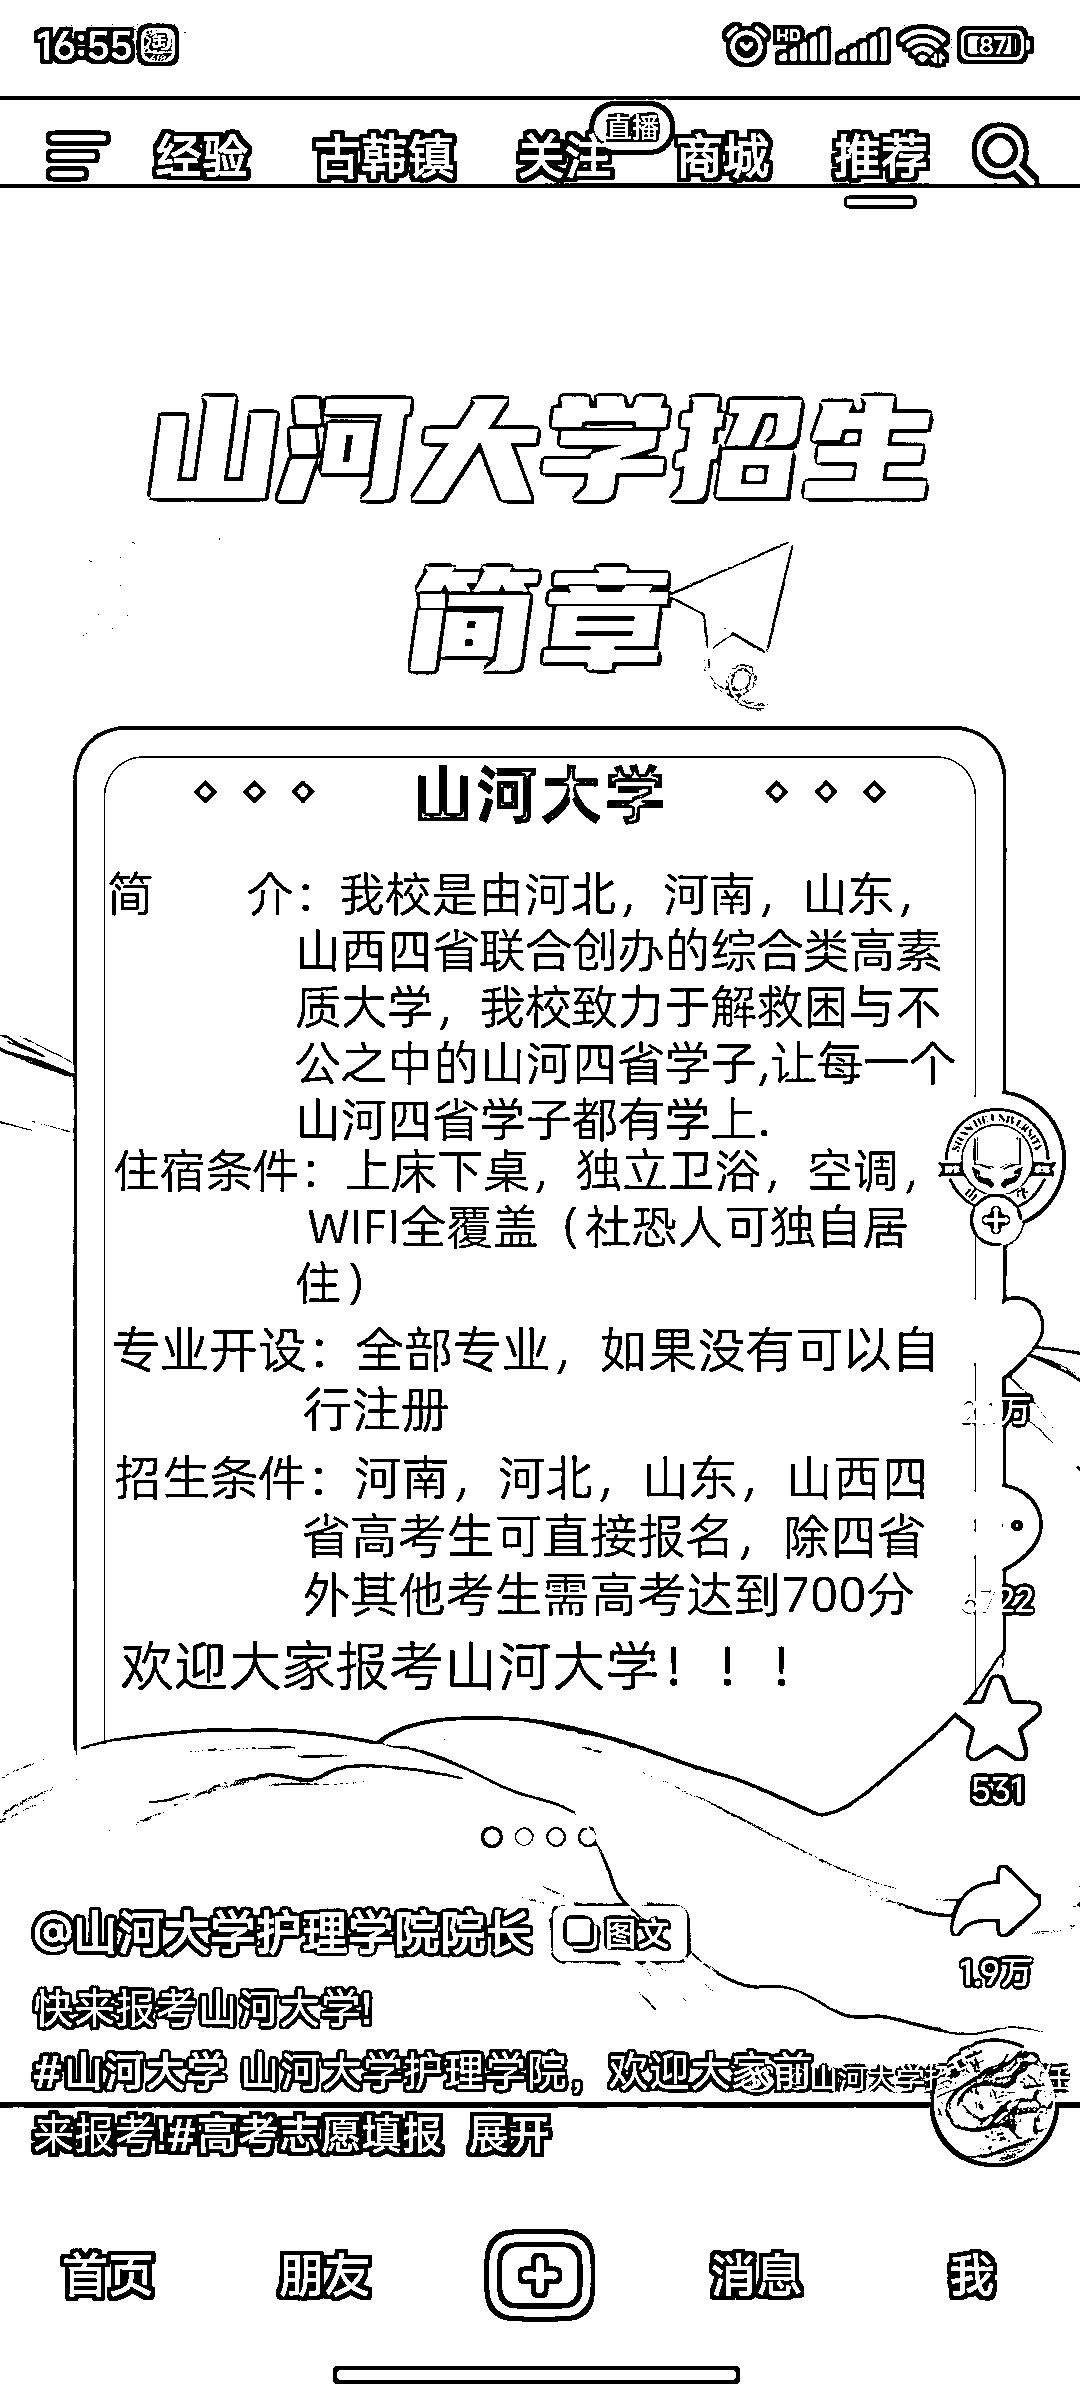 16:55 淘
HD 87
经验 古韩镇 关注 直播 商城 推荐
山河大学招生
简章
山河大学
简 介：我校是由河北，河南，山东，
山西四省联合创办的综合类高素
质大学，我校致力于解救困与不
公之中的山河四省学子,让每一个
山河四省学子都有学上.
住宿条件：上床下桌，独立卫浴，空调，
WIFI全覆盖（社恐人可独自居
住）
专业开设：全部专业，如果没有可以自
行注册
招生条件：河南，河北，山东，山西四
省高考生可直接报名，除四省
外其他考生需高考达到700分
欢迎大家报考山河大学！！！
SHAN HE UNIVERSITY
万
6722
531
1.9万
@山河大学护理学院院长 图文
快来报考山河大学!
#山河大学 山河大学护理学院，欢迎大家前
山河大学招
来报考!#高考志愿填报 展开
首页 朋友 消息 我